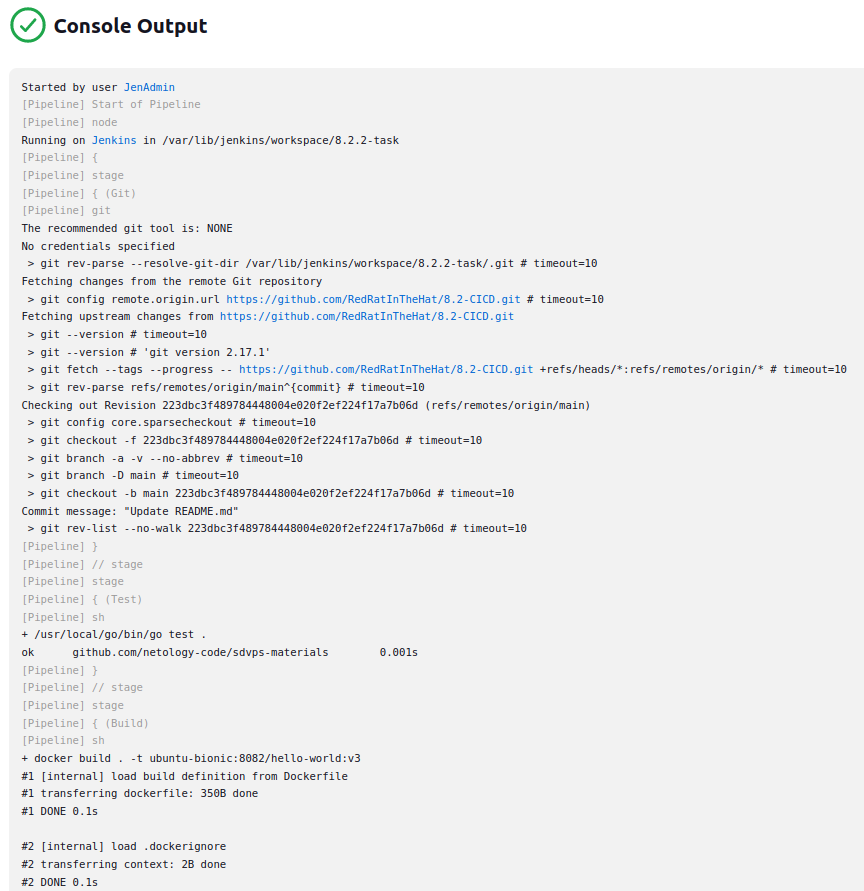 Console Output
Started by user JenAdmin
[Pipeline] Start of Pipeline
[Pipeline] node
Running on Jenkins in /var/lib/jenkins/workspace/8.2.2-task
[Pipeline] {
[Pipeline] stage
[Pipeline] { (Git)
[Pipeline] git
The recommended git tool is: NONE
No credentials specified
 > git rev-parse --resolve-git-dir /var/lib/jenkins/workspace/8.2.2-task/.git # timeout=10
Fetching changes from the remote Git repository
 > git config remote.origin.url https://github.com/RedRatInTheHat/8.2-CICD.git # timeout=10
Fetching upstream changes from https://github.com/RedRatInTheHat/8.2-CICD.git
 > git --version # timeout=10
 > git --version # 'git version 2.17.1'
 > git fetch --tags --progress -- https://github.com/RedRatInTheHat/8.2-CICD.git +refs/heads/*:refs/remotes/origin/* # timeout=10
 > git rev-parse refs/remotes/origin/main^{commit} # timeout=10
Checking out Revision 223dbc3f489784448004e020f2ef224f17a7b06d (refs/remotes/origin/main)
 > git config core.sparsecheckout # timeout=10
 > git checkout -f 223dbc3f489784448004e020f2ef224f17a7b06d # timeout=10
 > git branch -a -v --no-abbrev # timeout=10
 > git branch -D main # timeout=10
 > git checkout -b main 223dbc3f489784448004e020f2ef224f17a7b06d # timeout=10
Commit message: "Update README.md"
 > git rev-list --no-walk 223dbc3f489784448004e020f2ef224f17a7b06d # timeout=10
[Pipeline] }
[Pipeline] // stage
[Pipeline] stage
[Pipeline] { (Test)
[Pipeline] sh
+ /usr/local/go/bin/go test .
ok      github.com/netology-code/sdvps-materials        0.001s
[Pipeline] }
[Pipeline] // stage
[Pipeline] stage
[Pipeline] { (Build)
[Pipeline] sh
+ docker build . -t ubuntu-bionic:8082/hello-world:v3
#1 [internal] load build definition from Dockerfile
#1 transferring dockerfile: 350B done
#1 DONE 0.1s
#2 [internal] load .dockerignore
#2 transferring context: 2B done
#2 DONE 0.1s